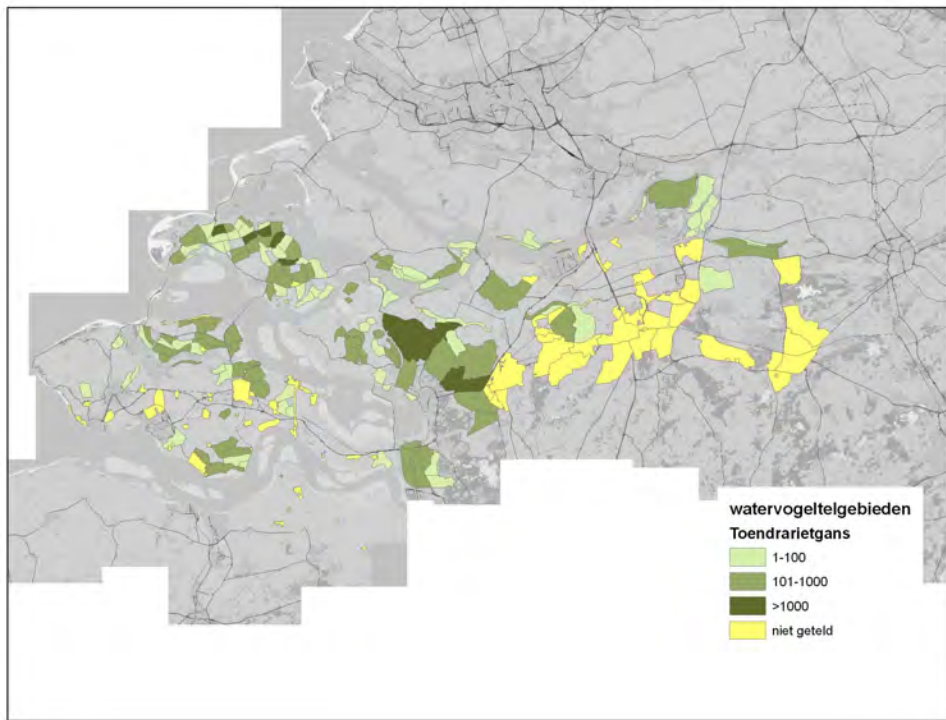 watervogeltelgebieden
Toendrarietgans
1-100
101-1000
>1000
niet geteld